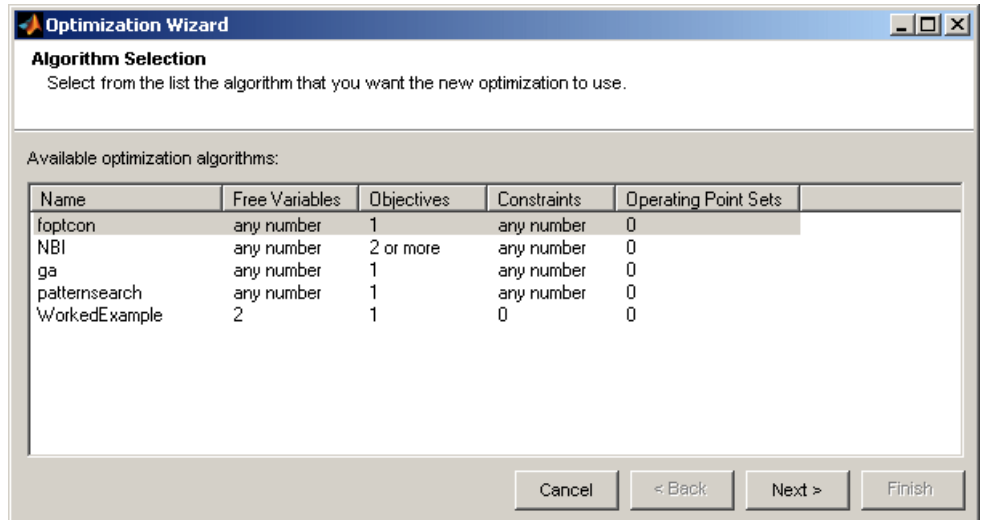 Optimization Wizard
Algorithm Selection
Select from the list the algorithm that you want the new optimization to use.
Available optimization algorithms:
Name Free Variables Objectives Constraints Operating Point Sets
foptcon any number 1 any number 0
NBI any number 2 or more any number 0
ga any number 1 any number 0
patternsearch any number 1 any number 0
WorkedExample 2 1 0 0
Cancel < Back Next > Finish